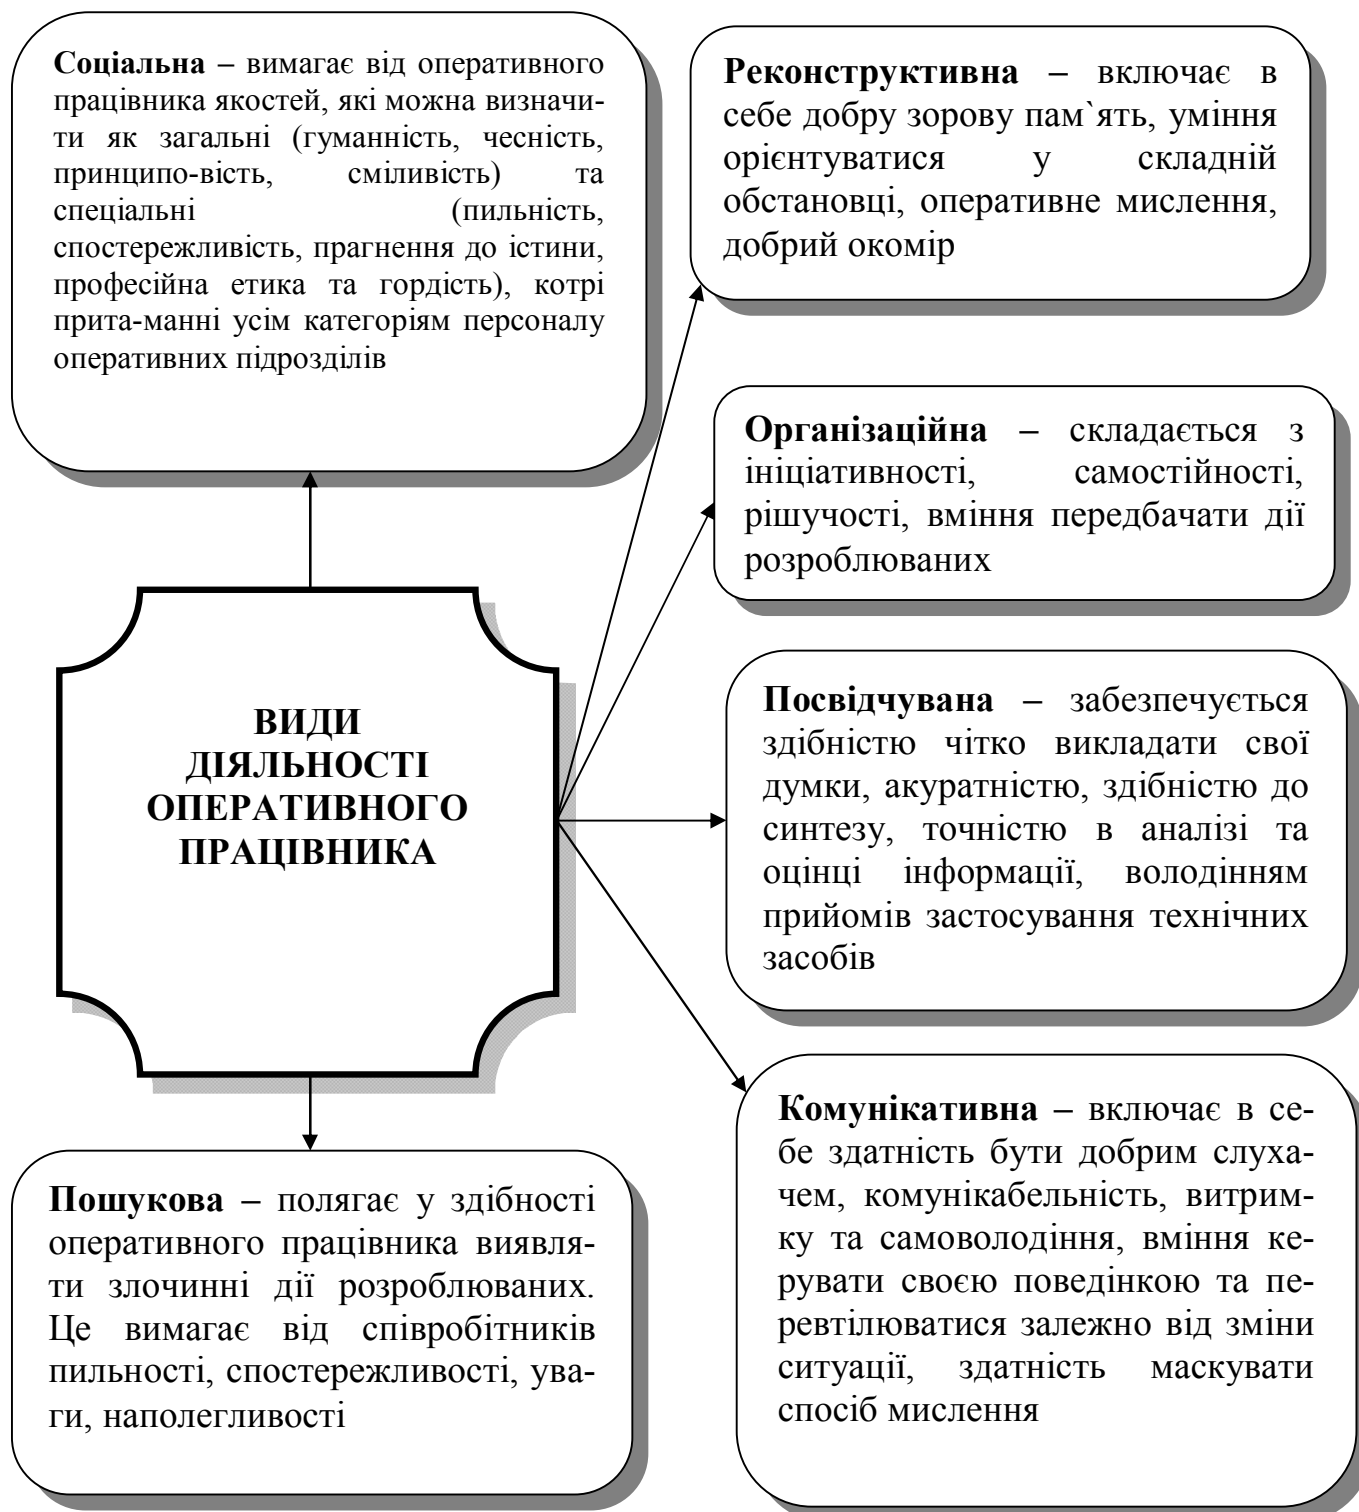 Соціальна – вимагає від оперативного
працівника якостей, які можна визначи-
ти як загальні (гуманність, чесність,
принципо-вість, сміливість) та
спеціальні (пильність,
спостережливість, прагнення до істини,
професійна етика та гордість), котрі
прита-манні усім категоріям персоналу
оперативних підрозділів
Реконструктивна – включає в
себе добру зорову пам`ять, уміння
орієнтуватися у складній
обстановці, оперативне мислення,
добрий окомір
Організаційна – складається з
ініціативності, самостійності,
рішучості, вміння передбачати дії
розроблюваних
ВИДИ
ДІЯЛЬНОСТІ
ОПЕРАТИВНОГО
ПРАЦІВНИКА
Посвідчувана – забезпечується
здібністю чітко викладати свої
думки, акуратністю, здібністю до
синтезу, точністю в аналізі та
оцінці інформації, володінням
прийомів застосування технічних
засобів
Пошукова – полягає у здібності
оперативного працівника виявля-
ти злочинні дії розроблюваних.
Це вимагає від співробітників
пильності, спостережливості, ува-
ги, наполегливості
Комунікативна – включає в се-
бе здатність бути добрим слуха-
чем, комунікабельність, витрим-
ку та самоволодіння, вміння ке-
рувати своєю поведінкою та пе-
ревтілюватися залежно від зміни
ситуації, здатність маскувати
спосіб мислення